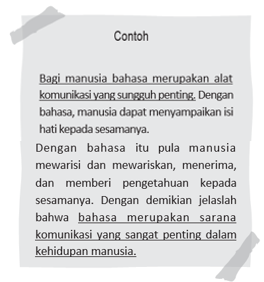 Contoh
Bagi manusia bahasa merupakan alat
komunikasi yang sungguh penting. Dengan
bahasa, manusia dapat menyampaikan isi
hati kepada sesamanya.
Dengan bahasa itu pula manusia
mewarisi dan mewariskan, menerima,
dan memberi pengetahuan kepada
sesamanya. Dengan demikian jelaslah
bahwa bahasa merupakan sarana
komunikasi yang sangat penting dalam
kehidupan manusia.